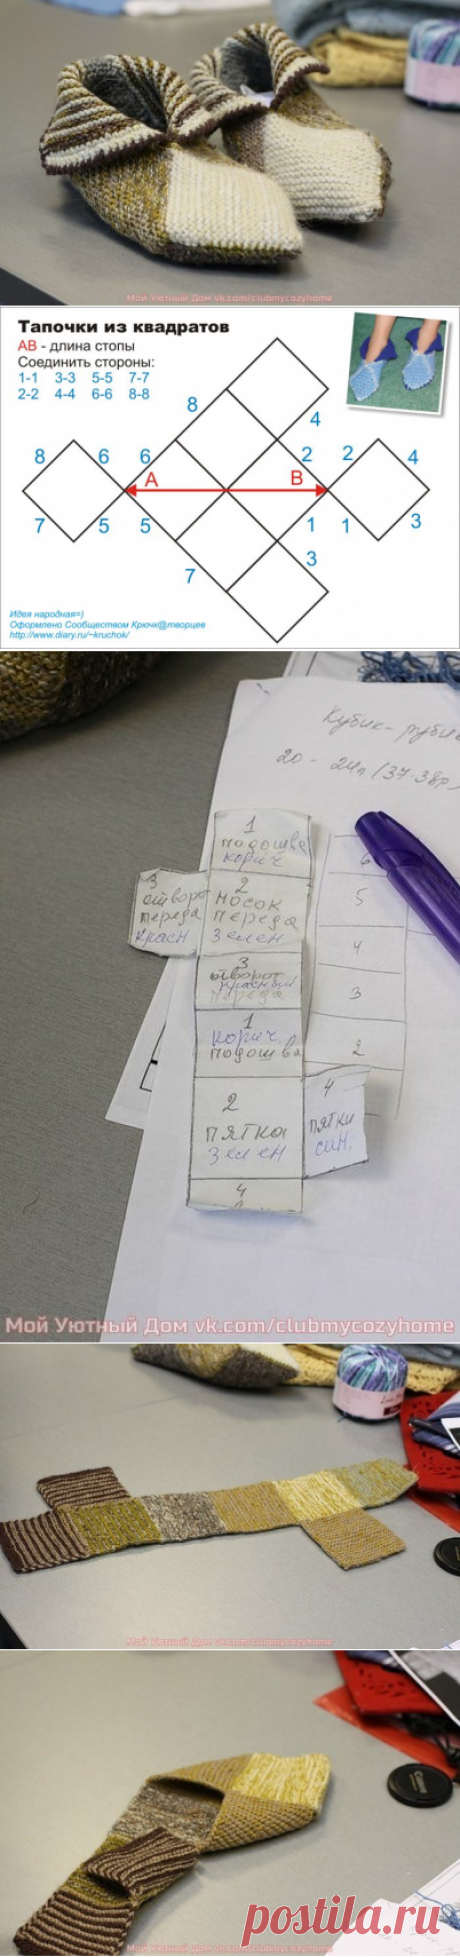 Мой Уютный Дом vk.com/clubmycozyhome
Тапочки из квадратов
AB - длина стопы
Соединить стороны:
1-1 3-3 5-5 7-7
2-2 4-4 6-6 8-8
8
4
8 6 6 2 2 4
A B
7 5 5 1 1 3
7 3
Идея народная=)
Оформлено Сообществом Крючк@творцев
http://www.diary.ru/~kruchok/
Кубик-руби
20 - 24п (37-38р
1
подошва
корич
3
отворот
переда
красн
2
носок
переда
зелен
3
отворот
красный
переда
1
корич.
подошва
2
пятка
зелен
4
пятки
син.
4
6
5
4
3
2
Мой Уютный Дом vk.com/clubmycozyhome
Мой Уютный Дом vk.com/clubmycozyhome
Canon
postila.ru
Мой Уютный Дом vk.com/clubmycozyhome